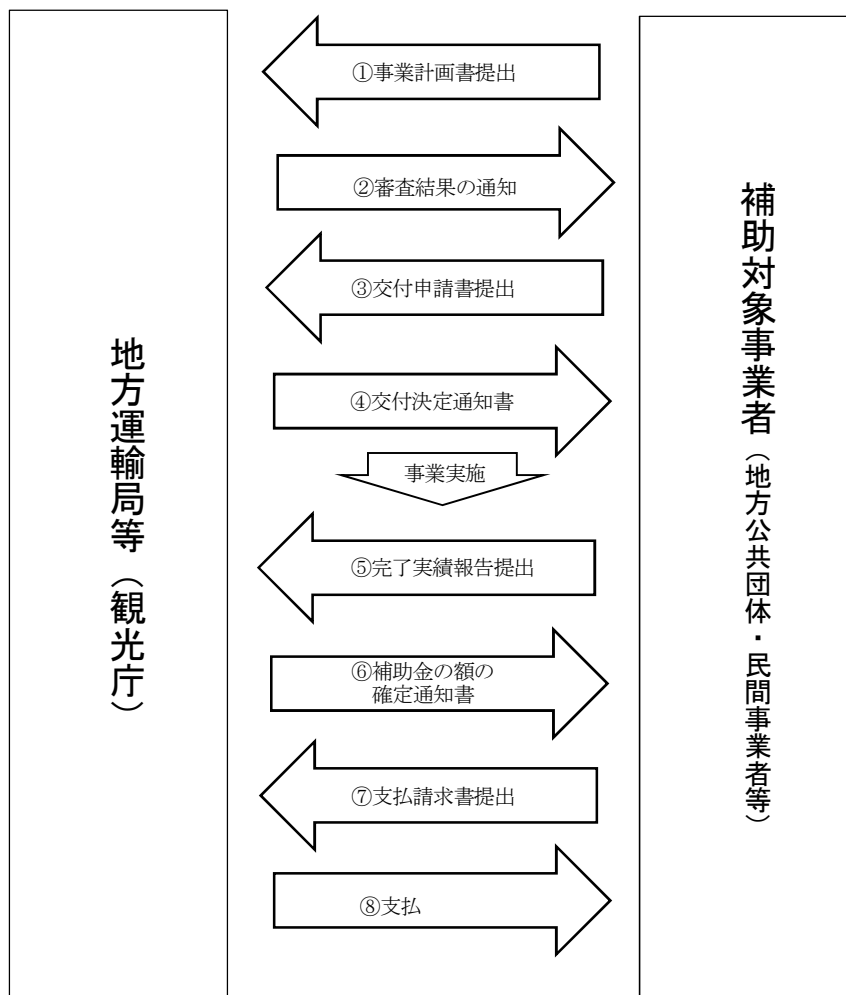 地方運輸局等（観光庁）
①事業計画書提出
②審査結果の通知
③交付申請書提出
④交付決定通知書
事業実施
⑤完了実績報告提出
⑥補助金の額の
確定通知書
⑦支払請求書提出
⑧支払
補助対象事業者（地方公共団体・民間事業者等）